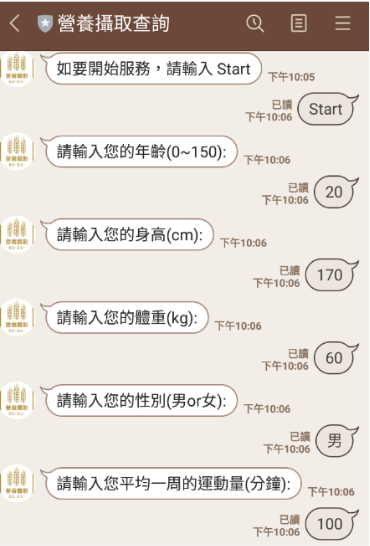 營養攝取查詢
如要開始服務，請輸入 Start
下午10:05
已讀
下午10:06
Start
請輸入您的年齡(0~150):
下午10:06
已讀
下午10:06
20
請輸入您的身高(cm):
下午10:06
已讀
下午10:06
170
請輸入您的體重(kg):
下午10:06
已讀
下午10:06
60
請輸入您的性別(男or女):
下午10:06
已讀
下午10:06
男
請輸入您平均一周的運動量(分鐘):
下午10:06
已讀
下午10:06
100